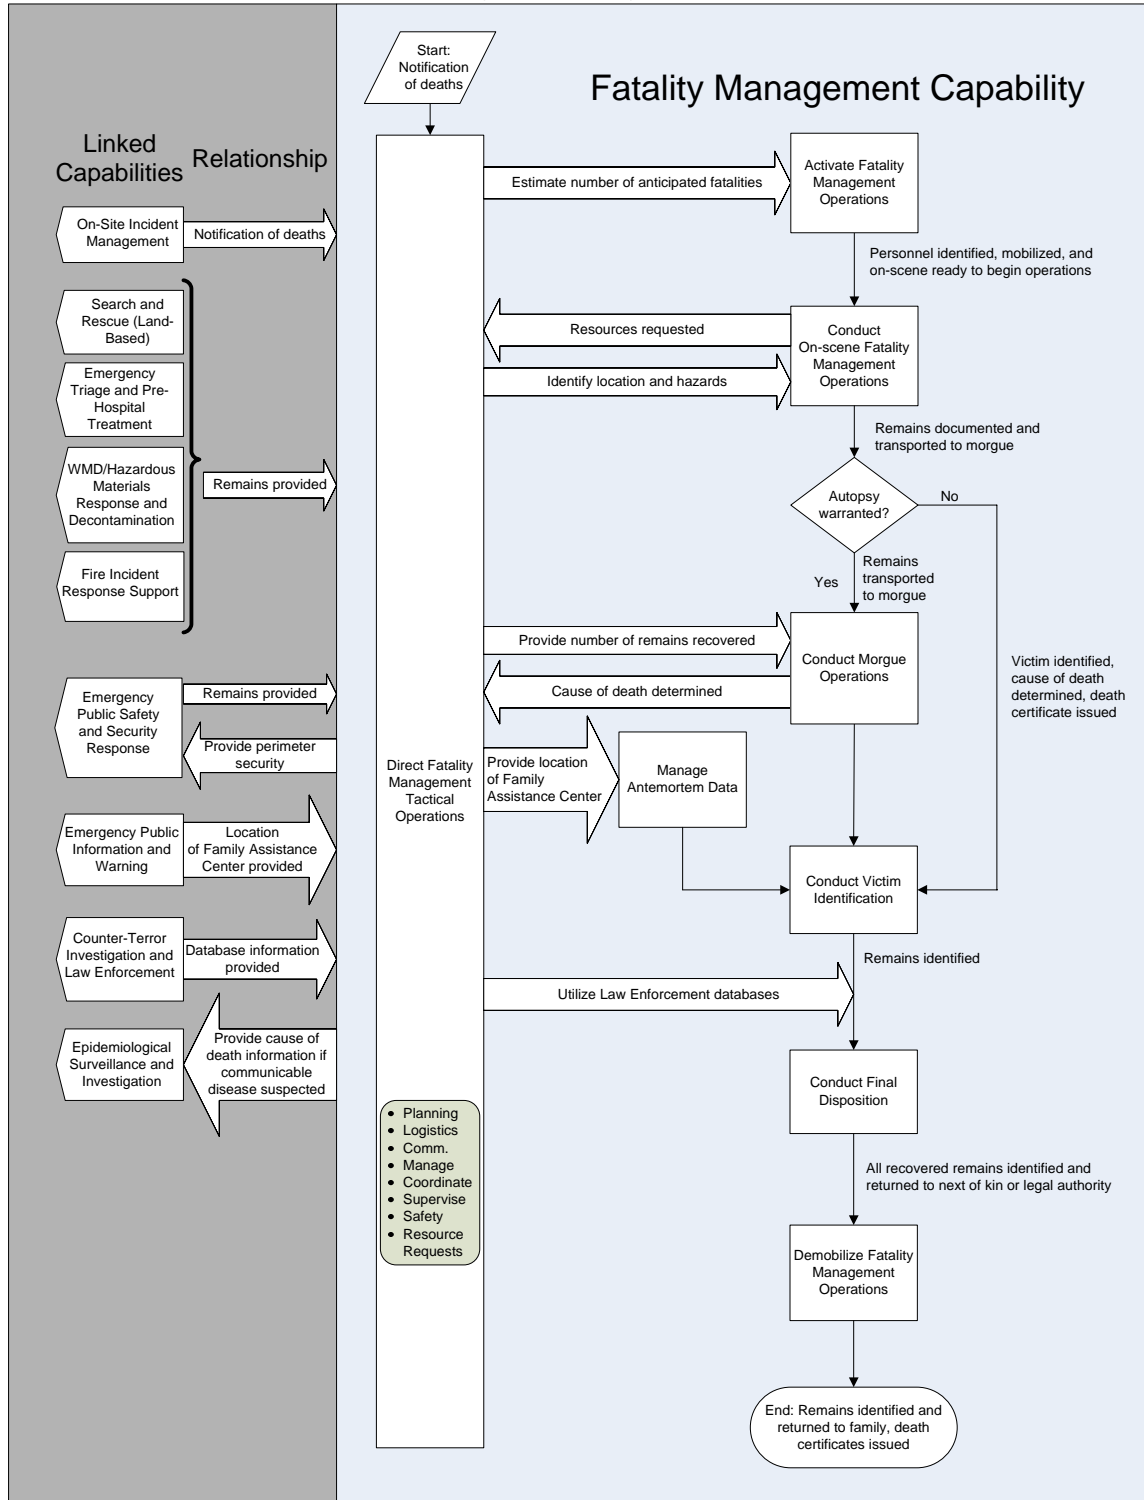 Fatality Management Capability
Linked
Capabilities
Relationship
On-Site Incident
Management
Notification of deaths
Search and
Rescue (Land-
Based)
Emergency
Triage and Pre-
Hospital
Treatment
WMD/Hazardous
Materials
Response and
Decontamination
Fire Incident
Response Support
Remains provided
Emergency
Public Safety
and Security
Response
Remains provided
Provide perimeter
security
Emergency Public
Information and
Warning
Location
of Family Assistance
Center provided
Counter-Terror
Investigation and
Law Enforcement
Database information
provided
Epidemiological
Surveillance and
Investigation
Provide cause of
death information if
communicable
disease suspected
Start:
Notification
of deaths
Direct Fatality
Management
Tactical
Operations
• Planning
• Logistics
• Comm.
• Manage
• Coordinate
• Supervise
• Safety
• Resource
Requests
Estimate number of anticipated fatalities
Activate Fatality
Management
Operations
Personnel identified, mobilized, and
on-scene ready to begin operations
Resources requested
Identify location and hazards
Conduct
On-scene Fatality
Management
Operations
Remains documented and
transported to morgue
Autopsy
warranted?
No
Yes
Remains
transported
to morgue
Victim identified,
cause of death
determined, death
certificate issued
Provide number of remains recovered
Cause of death determined
Conduct Morgue
Operations
Provide location
of Family
Assistance Center
Manage
Antemortem Data
Conduct Victim
Identification
Remains identified
Utilize Law Enforcement databases
Conduct Final
Disposition
All recovered remains identified and
returned to next of kin or legal authority
Demobilize Fatality
Management
Operations
End: Remains identified and
returned to family, death
certificates issued